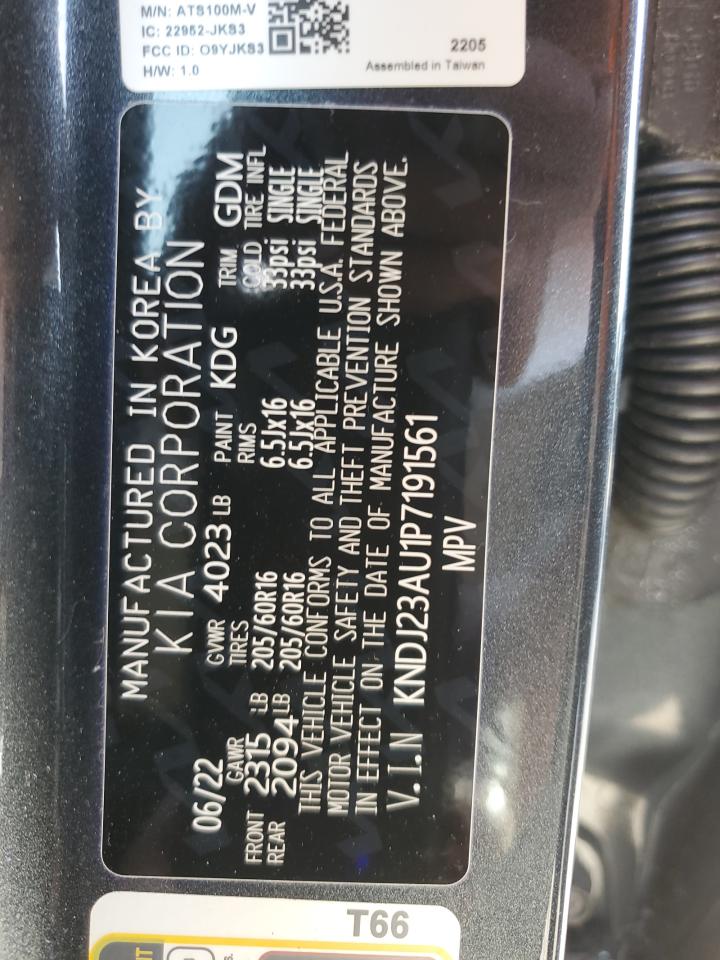 M/N: ATS100M-V
IC: 22952-JKS3
FCC ID: O9YJKS3
H/W: 1.0
2205
Assembled in Taiwan
MANUFACTURED IN KOREA BY
KIA CORPORATION
06/22 GVWR 4023 LB PAINT KDG TRIM GDM
GAWR TIRES RIMS COLD TIRE INFL
FRONT 2315 LB 205/60R16 6.5Jx16 33psi SINGLE
REAR 2094 LB 205/60R16 6.5Jx16 33psi SINGLE
THIS VEHICLE CONFORMS TO ALL APPLICABLE U.S.A. FEDERAL
MOTOR VEHICLE SAFETY AND THEFT PREVENTION STANDARDS
IN EFFECT ON THE DATE OF MANUFACTURE SHOWN ABOVE.
V.I.N KNDJ23AU1P7191561
MPV
T66